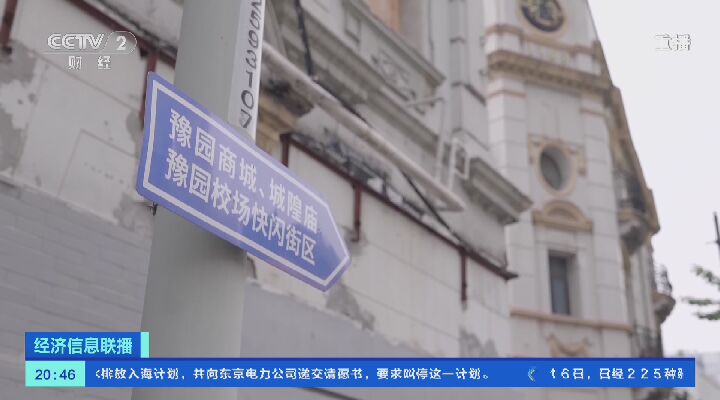 CCTV 2
财经
重播
258310?
豫园商城、城隍庙
豫园校场快闪街区
经济信息联播
20:46 水排放入海计划,并向东京电力公司递交请愿书,要求叫停这一计划。 16日,日经225种